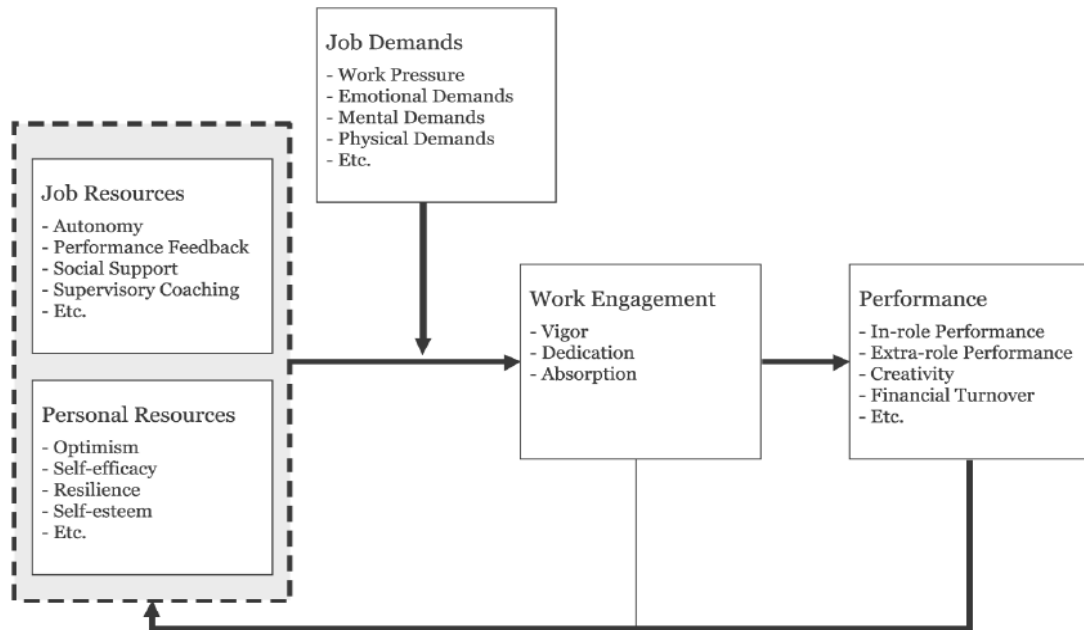 Job Demands
- Work Pressure
- Emotional Demands
- Mental Demands
- Physical Demands
- Etc.
Job Resources
- Autonomy
- Performance Feedback
- Social Support
- Supervisory Coaching
- Etc.
Personal Resources
- Optimism
- Self-efficacy
- Resilience
- Self-esteem
- Etc.
Work Engagement
- Vigor
- Dedication
- Absorption
Performance
- In-role Performance
- Extra-role Performance
- Creativity
- Financial Turnover
- Etc.